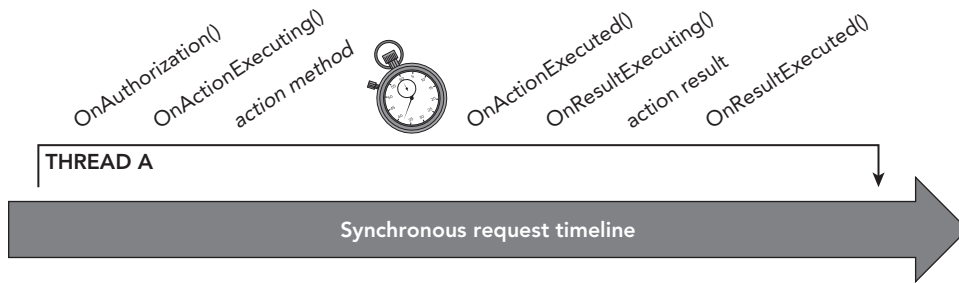 OnAuthorization()
OnActionExecuting()
action method
OnActionExecuted()
OnResultExecuting()
action result
OnResultExecuted()
THREAD A
Synchronous request timeline